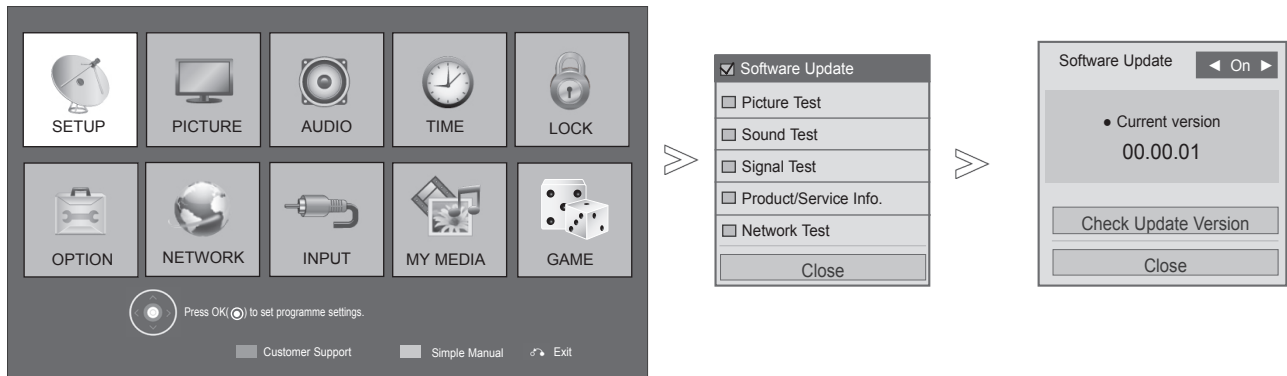 SETUP
PICTURE
AUDIO
TIME
LOCK
OPTION
NETWORK
INPUT
MY MEDIA
GAME
Press OK( ) to set programme settings.
Customer Support
Simple Manual
Exit
Software Update
Picture Test
Sound Test
Signal Test
Product/Service Info.
Network Test
Close
Software Update
◄ On ►
● Current version
00.00.01
Check Update Version
Close